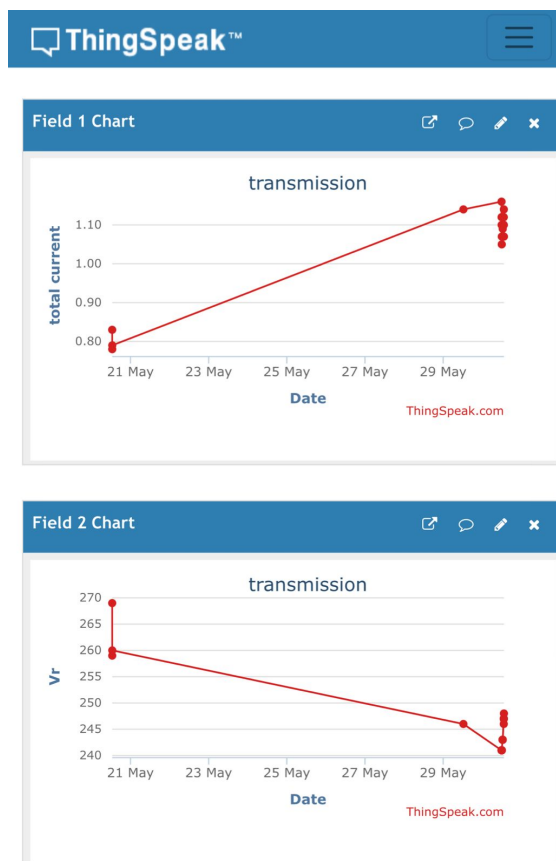 ThingSpeak™
Field 1 Chart
transmission
total current
1.10
1.00
0.90
0.80
21 May 23 May 25 May 27 May 29 May
Date
ThingSpeak.com
Field 2 Chart
transmission
Vr
270
265
260
255
250
245
240
21 May 23 May 25 May 27 May 29 May
Date
ThingSpeak.com